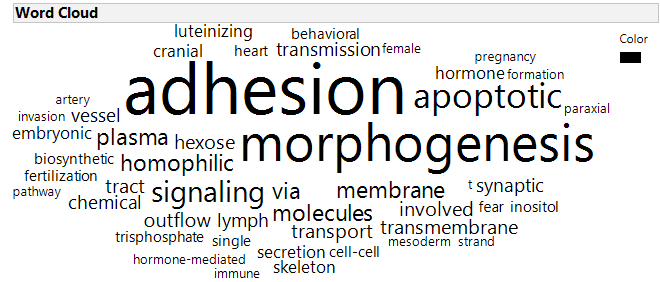 Word Cloud
Color
luteinizing behavioral
cranial heart transmission female
pregnancy
hormone formation
adhesion apoptotic paraxial
artery
invasion vessel
embryonic plasma hexose morphogenesis
biosynthetic homophilic
fertilization
pathway tract signaling via membrane t synaptic
chemical molecules involved fear inositol
outflow lymph transport transmembrane
trisphosphate single mesoderm strand
secretion cell-cell
hormone-mediated skeleton
immune